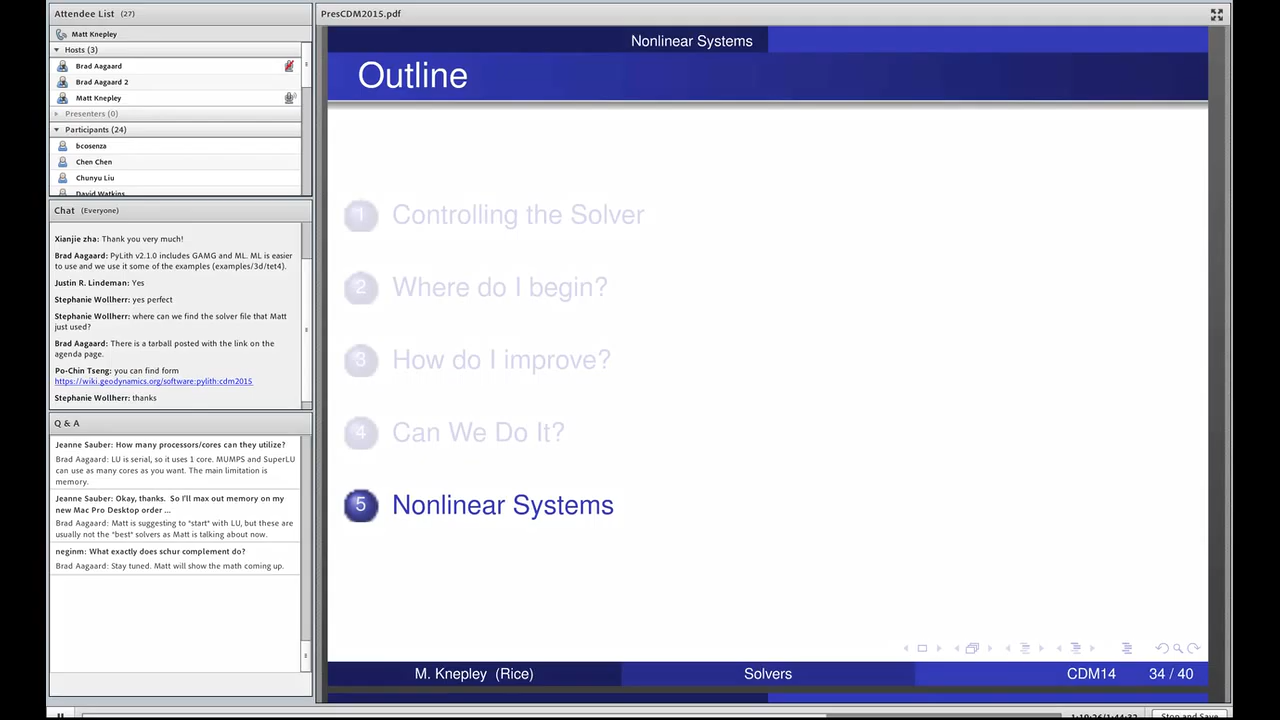 Attendee List (27)
Matt Knepley
Hosts (3)
Brad Aagaard
Brad Aagaard 2
Matt Knepley
Presenters (0)
Participants (24)
bcosenza
Chen Chen
Chunyu Liu
David Watkins
Chat (Everyone)
Xianjie zha: Thank you very much!
Brad Aagaard: PyLith v2.1.0 includes GAMG and ML. ML is easier
to use and we use it some of the examples (examples/3d/tet4).
Justin R. Lindeman: Yes
Stephanie Wollherr: yes perfect
Stephanie Wollherr: where can we find the solver file that Matt
just used?
Brad Aagaard: There is a tarball posted with the link on the
agenda page.
Po-Chin Tseng: you can find form
https://wiki.geodynamics.org/software:pylith:cdm2015
Stephanie Wollherr: thanks
Q & A
Jeanne Sauber: How many processors/cores can they utilize?
Brad Aagaard: LU is serial, so it uses 1 core. MUMPS and SuperLU
can use as many cores as you want. The main limitation is
memory.
Jeanne Sauber: Okay, thanks. So I'll max out memory on my
new Mac Pro Desktop order ...
Brad Aagaard: Matt is suggesting to *start* with LU, but these are
usually not the *best* solvers as Matt is talking about now.
neginm: What exactly does schur complement do?
Brad Aagaard: Stay tuned. Matt will show the math coming up.
PresCDM2015.pdf
Nonlinear Systems
Outline
1 Controlling the Solver
2 Where do I begin?
3 How do I improve?
4 Can We Do It?
5 Nonlinear Systems
M. Knepley (Rice) Solvers CDM14 34 / 40
1:19:26/1:44:32 Stop and Save